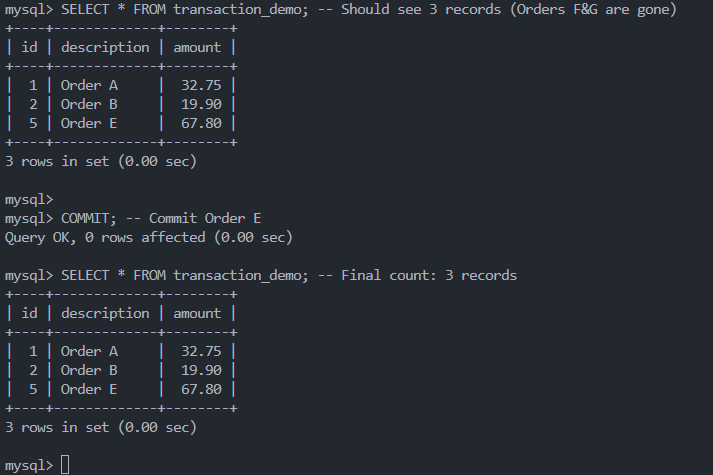 mysql> SELECT * FROM transaction_demo; -- Should see 3 records (Orders F&G are gone)
+----+-------------+--------+
| id | description | amount |
+----+-------------+--------+
|  1 | Order A     |  32.75 |
|  2 | Order B     |  19.90 |
|  5 | Order E     |  67.80 |
+----+-------------+--------+
3 rows in set (0.00 sec)

mysql>
mysql> COMMIT; -- Commit Order E
Query OK, 0 rows affected (0.00 sec)

mysql> SELECT * FROM transaction_demo; -- Final count: 3 records
+----+-------------+--------+
| id | description | amount |
+----+-------------+--------+
|  1 | Order A     |  32.75 |
|  2 | Order B     |  19.90 |
|  5 | Order E     |  67.80 |
+----+-------------+--------+
3 rows in set (0.00 sec)

mysql>